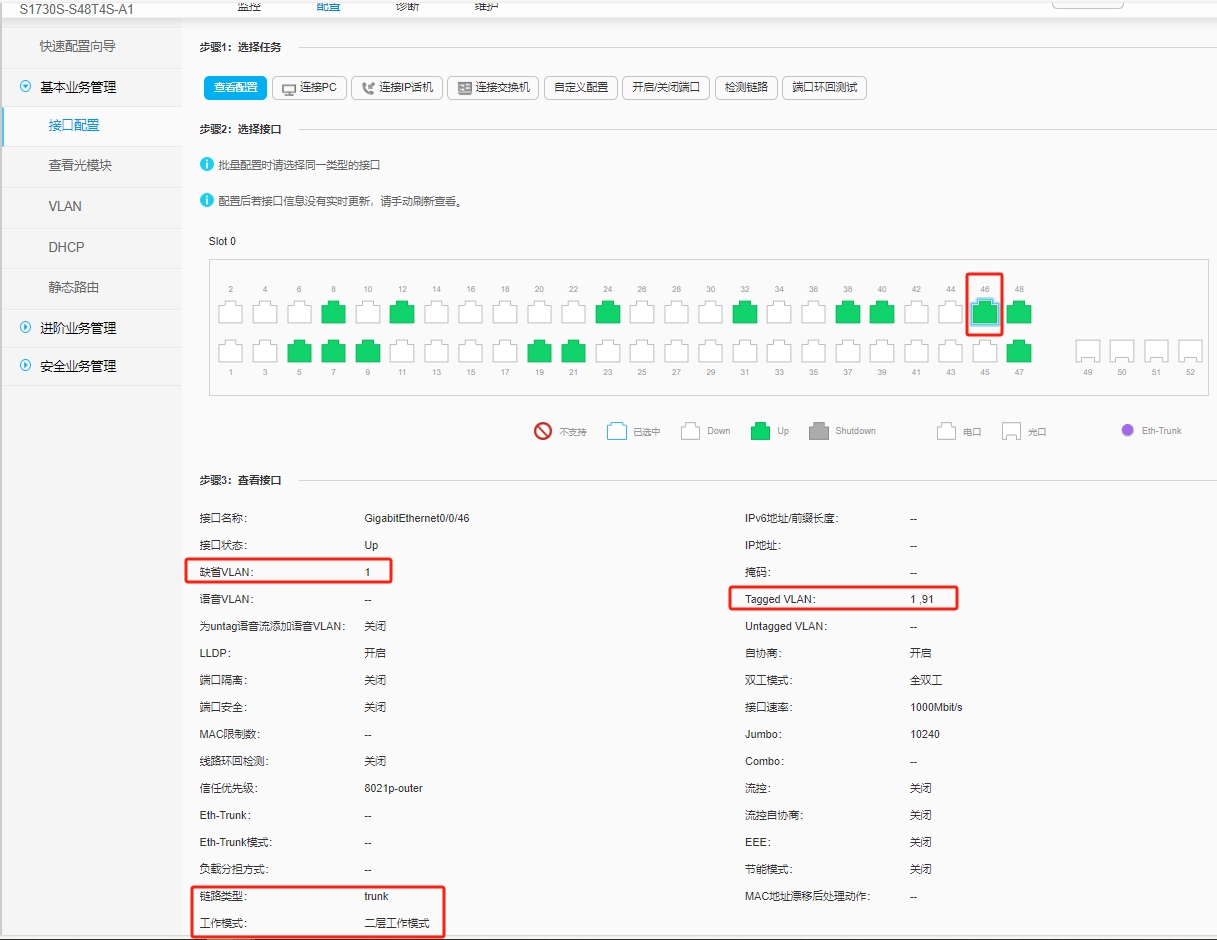 S1730S-S48T4S-A1
监控 配置 诊断 维护
快速配置向导
基本业务管理
接口配置
查看光模块
VLAN
DHCP
静态路由
进阶业务管理
安全业务管理
步骤1：选择任务
查看配置 连接PC 连接IP话机 连接交换机 自定义配置 开启/关闭端口 检测链路 端口环回测试
步骤2：选择接口
批量配置时请选择同一类型的接口
配置后若接口信息没有实时更新，请手动刷新查看。
Slot 0
2 4 6 8 10 12 14 16 18 20 22 24 26 28 30 32 34 36 38 40 42 44 46 48
1 3 5 7 9 11 13 15 17 19 21 23 25 27 29 31 33 35 37 39 41 43 45 47 49 50 51 52
不支持 已选中 Down Up Shutdown 电口 光口 Eth-Trunk
步骤3：查看接口
接口名称： GigabitEthernet0/0/46 IPv6地址/前缀长度： --
接口状态： Up IP地址： --
缺省VLAN： 1 掩码： --
语音VLAN： -- Tagged VLAN： 1 ,91
为untag语音流添加语音VLAN： 关闭 Untagged VLAN： --
LLDP： 开启 自协商： 开启
端口隔离： 关闭 双工模式： 全双工
端口安全： 关闭 接口速率： 1000Mbit/s
MAC限制数： -- Jumbo： 10240
线路环回检测： 关闭 Combo： --
信任优先级： 8021p-outer 流控： 关闭
Eth-Trunk： -- 流控自协商： 关闭
Eth-Trunk模式： -- EEE： 关闭
负载分担方式： -- 节能模式： 关闭
链路类型： trunk MAC地址漂移后处理动作： --
工作模式： 二层工作模式